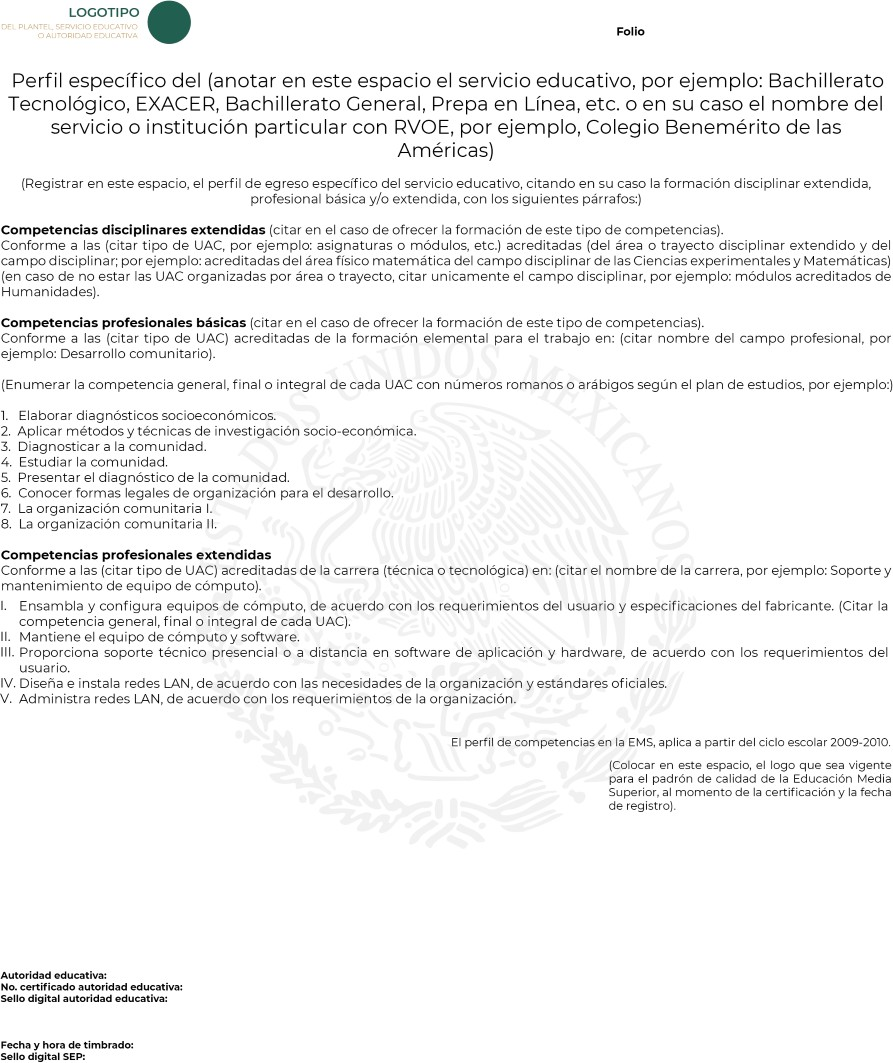 LOGOTIPO
DEL PLANTEL, SERVICIO EDUCATIVO
O AUTORIDAD EDUCATIVA
Folio
Perfil específico del (anotar en este espacio el servicio educativo, por ejemplo: Bachillerato
Tecnológico, EXACER, Bachillerato General, Prepa en Línea, etc. o en su caso el nombre del
servicio o institución particular con RVOE, por ejemplo, Colegio Benemérito de las
Américas)
(Registrar en este espacio, el perfil de egreso específico del servicio educativo, citando en su caso la formación disciplinar extendida,
profesional básica y/o extendida, con los siguientes párrafos:)
Competencias disciplinares extendidas (citar en el caso de ofrecer la formación de este tipo de competencias).
Conforme a las (citar tipo de UAC, por ejemplo: asignaturas o módulos, etc.) acreditadas (del área o trayecto disciplinar extendido y del
campo disciplinar; por ejemplo: acreditadas del área físico matemática del campo disciplinar de las Ciencias experimentales y Matemáticas)
(en caso de no estar las UAC organizadas por área o trayecto, citar unicamente el campo disciplinar, por ejemplo: módulos acreditados de
Humanidades).
Competencias profesionales básicas (citar en el caso de ofrecer la formación de este tipo de competencias).
Conforme a las (citar tipo de UAC) acreditadas de la formación elemental para el trabajo en: (citar nombre del campo profesional, por
ejemplo: Desarrollo comunitario).
(Enumerar la competencia general, final o integral de cada UAC con números romanos o arábigos según el plan de estudios, por ejemplo:)
1. Elaborar diagnósticos socioeconómicos.
2. Aplicar métodos y técnicas de investigación socio-económica.
3. Diagnosticar a la comunidad.
4. Estudiar la comunidad.
5. Presentar el diagnóstico de la comunidad.
6. Conocer formas legales de organización para el desarrollo.
7. La organización comunitaria I.
8. La organización comunitaria II.
Competencias profesionales extendidas
Conforme a las (citar tipo de UAC) acreditadas de la carrera (técnica o tecnológica) en: (citar el nombre de la carrera, por ejemplo: Soporte y
mantenimiento de equipo de cómputo).
I. Ensambla y configura equipos de cómputo, de acuerdo con los requerimientos del usuario y especificaciones del fabricante. (Citar la
competencia general, final o integral de cada UAC).
II. Mantiene el equipo de cómputo y software.
III. Proporciona soporte técnico presencial o a distancia en software de aplicación y hardware, de acuerdo con los requerimientos del
usuario.
IV. Diseña e instala redes LAN, de acuerdo con las necesidades de la organización y estándares oficiales.
V. Administra redes LAN, de acuerdo con los requerimientos de la organización.
El perfil de competencias en la EMS, aplica a partir del ciclo escolar 2009-2010.
(Colocar en este espacio, el logo que sea vigente
para el padrón de calidad de la Educación Media
Superior, al momento de la certificación y la fecha
de registro).
ESTADOS UNIDOS MEXICANOS
Autoridad educativa:
No. certificado autoridad educativa:
Sello digital autoridad educativa:
Fecha y hora de timbrado:
Sello digital SEP: